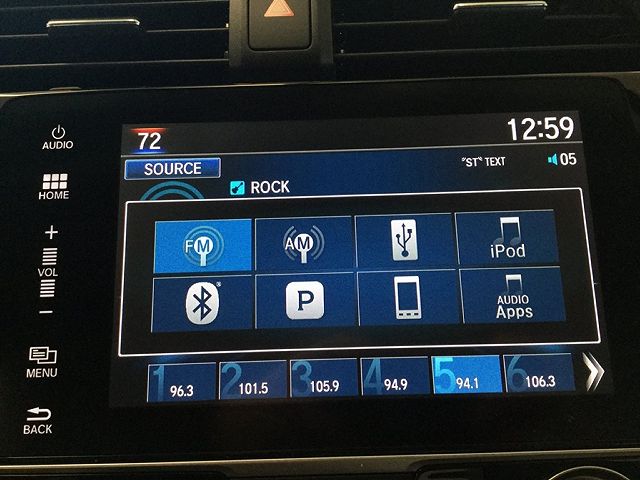 AUDIO
HOME
+
VOL
−
MENU
BACK
72
12:59
SOURCE
"ST" TEXT
05
ROCK
FM
AM
iPod
P
AUDIO
Apps
1 96.3
2 101.5
3 105.9
4 94.9
5 94.1
6 106.3